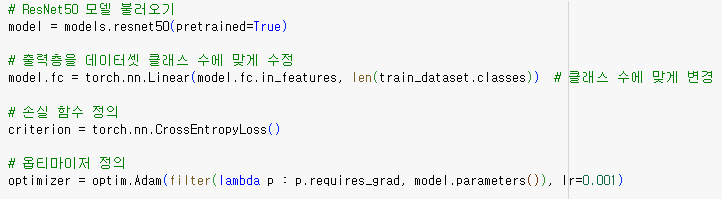 # ResNet50 모델 불러오기
model = models.resnet50(pretrained=True)
# 출력층을 데이터셋 클래스 수에 맞게 수정
model.fc = torch.nn.Linear(model.fc.in_features, len(train_dataset.classes))  # 클래스 수에 맞게 변경
# 손실 함수 정의
criterion = torch.nn.CrossEntropyLoss()
# 옵티마이저 정의
optimizer = optim.Adam(filter(lambda p : p.requires_grad, model.parameters()), lr=0.001)